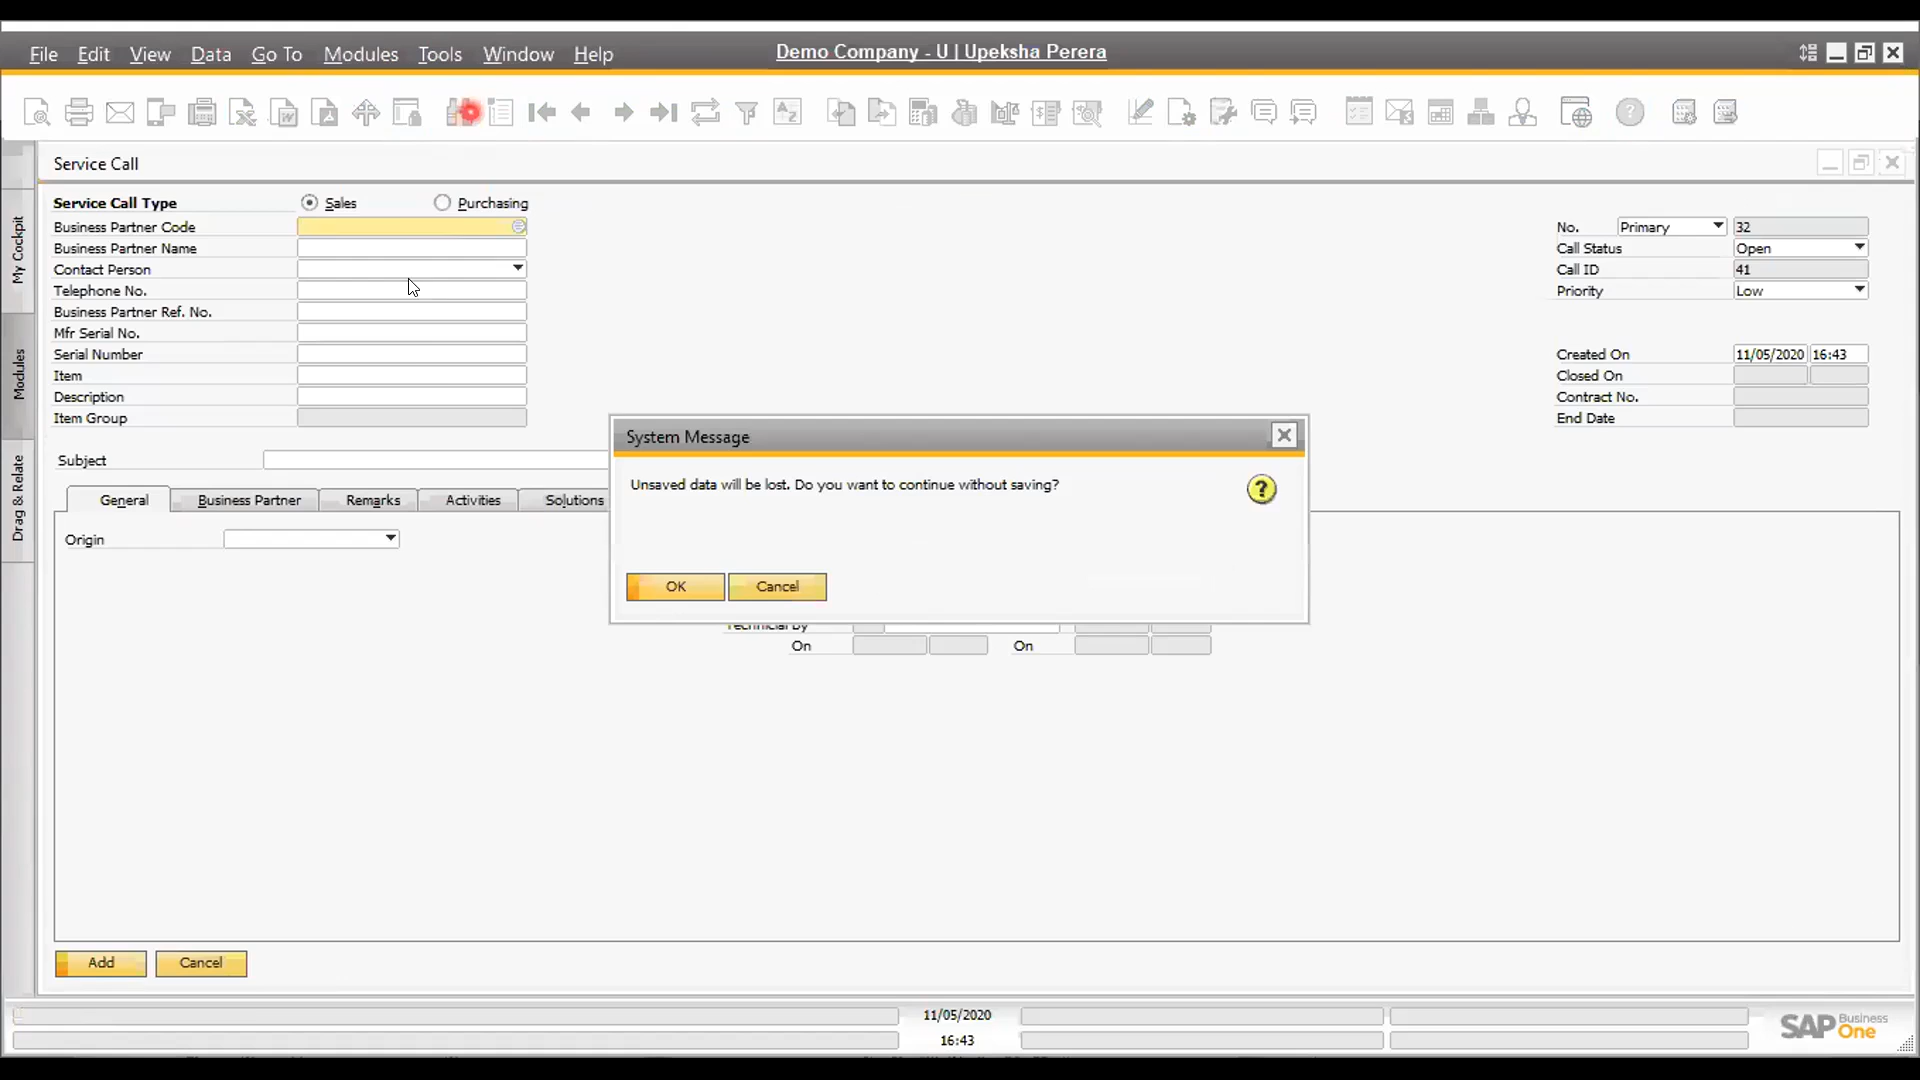 File Edit View Data Go To Modules Tools Window Help
Demo Company - U | Upeksha Perera
My Cockpit
Modules
Drag & Relate
Service Call
Service Call Type Sales Purchasing
Business Partner Code
Business Partner Name
Contact Person
Telephone No.
Business Partner Ref. No.
Mfr Serial No.
Serial Number
Item
Description
Item Group
No. Primary 32
Call Status Open
Call ID 41
Priority Low
Created On 11/05/2020 16:43
Closed On
Contract No.
End Date
Subject
General Business Partner Remarks Activities Solutions
Origin
System Message
Unsaved data will be lost. Do you want to continue without saving?
?
OK Cancel
Technician By
On On
Add Cancel
11/05/2020
16:43
SAP Business One